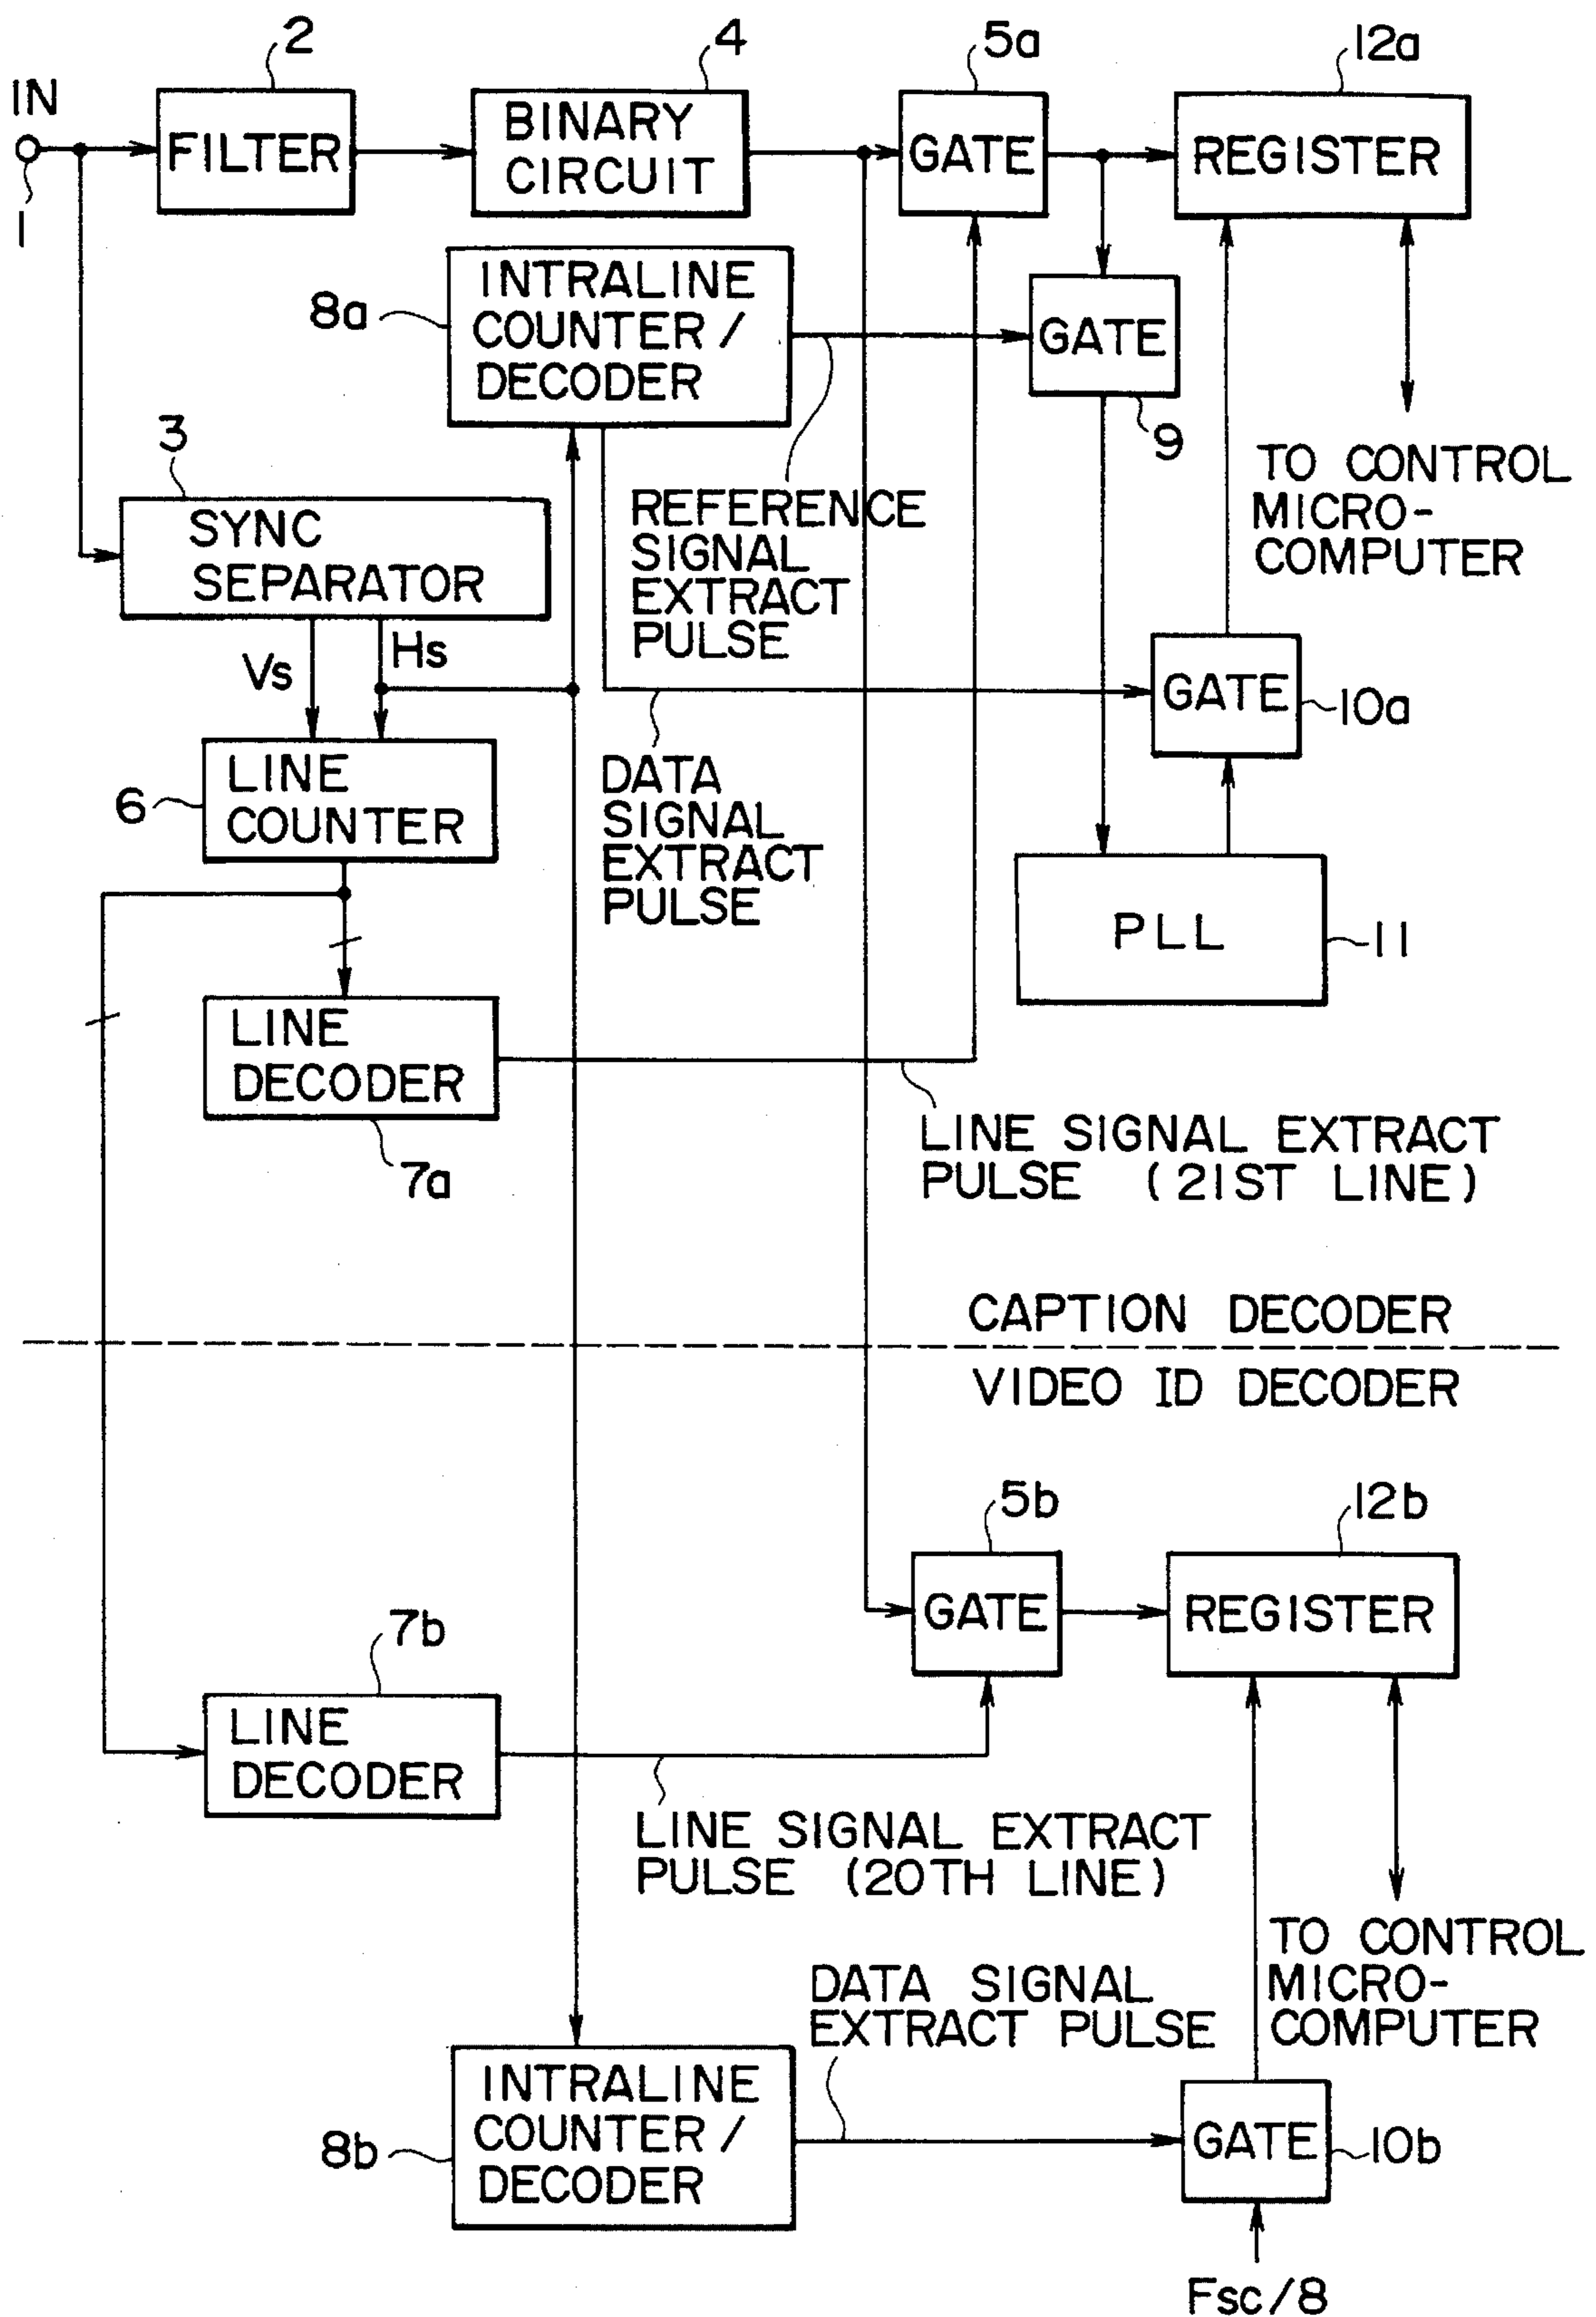 2
4
5a
12a
IN
FILTER
BINARY
CIRCUIT
GATE
REGISTER
1
8a
INTRALINE
COUNTER /
DECODER
GATE
9
3
TO CONTROL
MICRO-
COMPUTER
SYNC
SEPARATOR
REFERENCE
SIGNAL
EXTRACT
PULSE
Vs
Hs
GATE
10a
6
LINE
COUNTER
DATA
SIGNAL
EXTRACT
PULSE
PLL
11
LINE
DECODER
7a
LINE SIGNAL EXTRACT
PULSE (21ST LINE)
CAPTION DECODER
VIDEO ID DECODER
5b
12b
GATE
REGISTER
7b
LINE
DECODER
LINE SIGNAL EXTRACT
PULSE (20TH LINE)
TO CONTROL
MICRO-
COMPUTER
DATA SIGNAL
EXTRACT PULSE
8b
INTRALINE
COUNTER /
DECODER
GATE
10b
Fsc/8